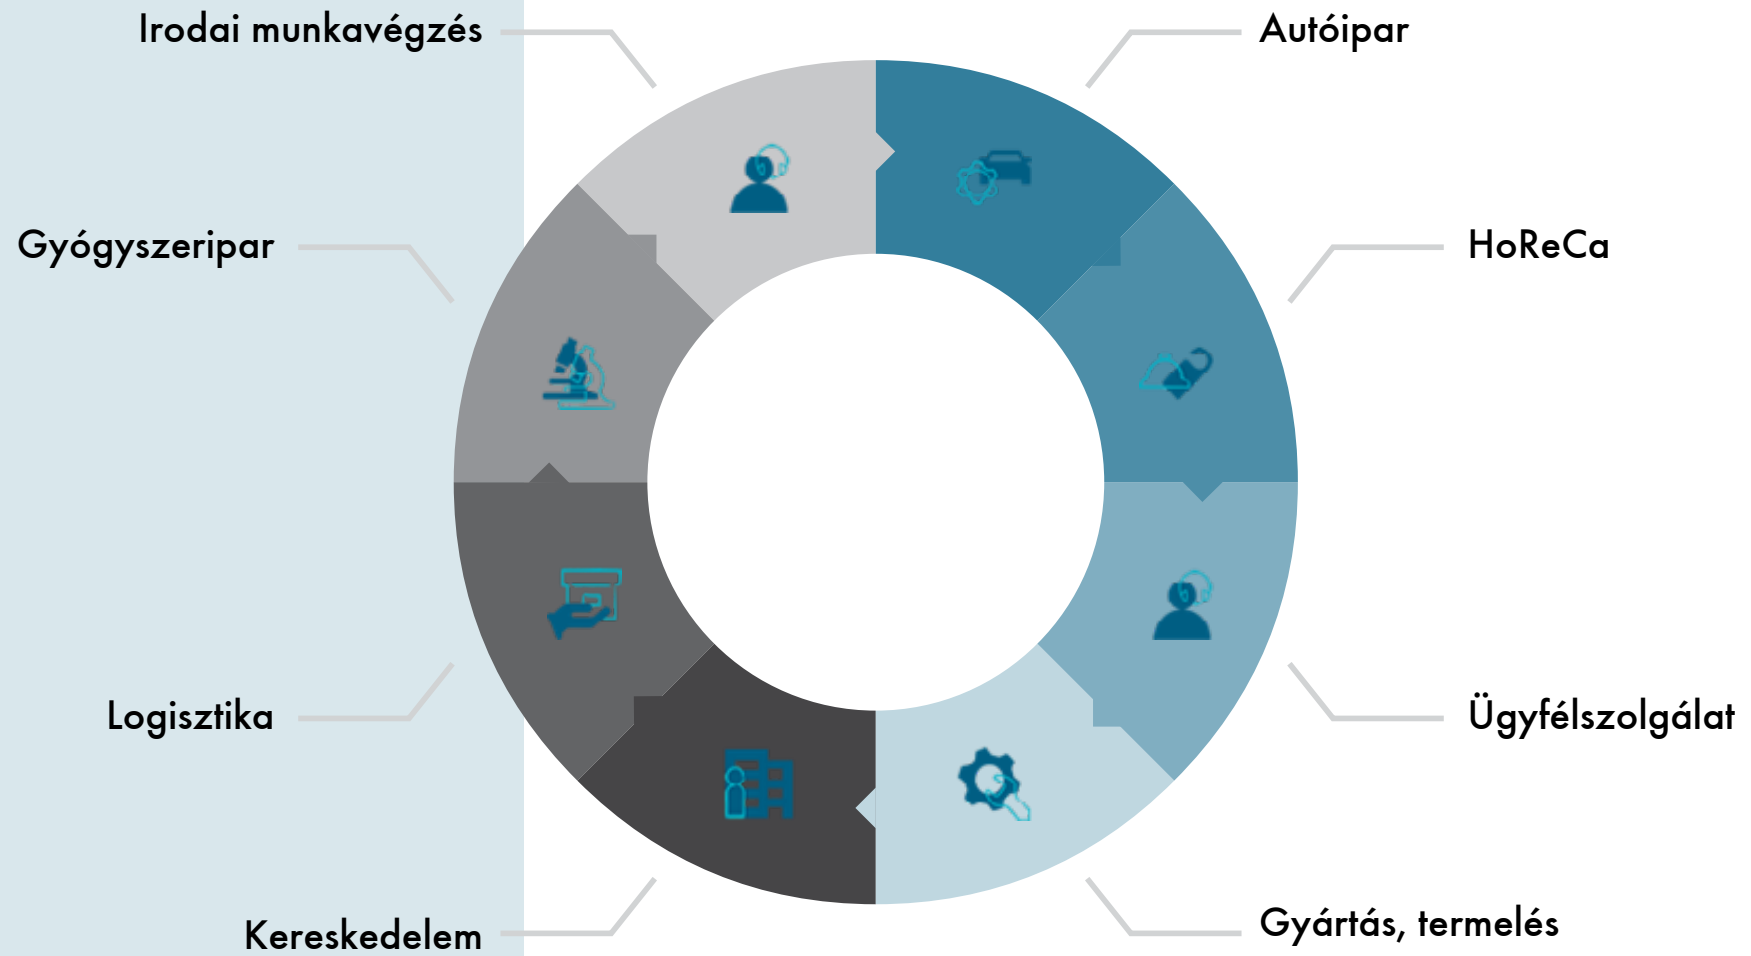 Irodai munkavégzés
Autóipar
Gyógyszeripar
HoReCa
Logisztika
Ügyfélszolgálat
Kereskedelem
Gyártás, termelés